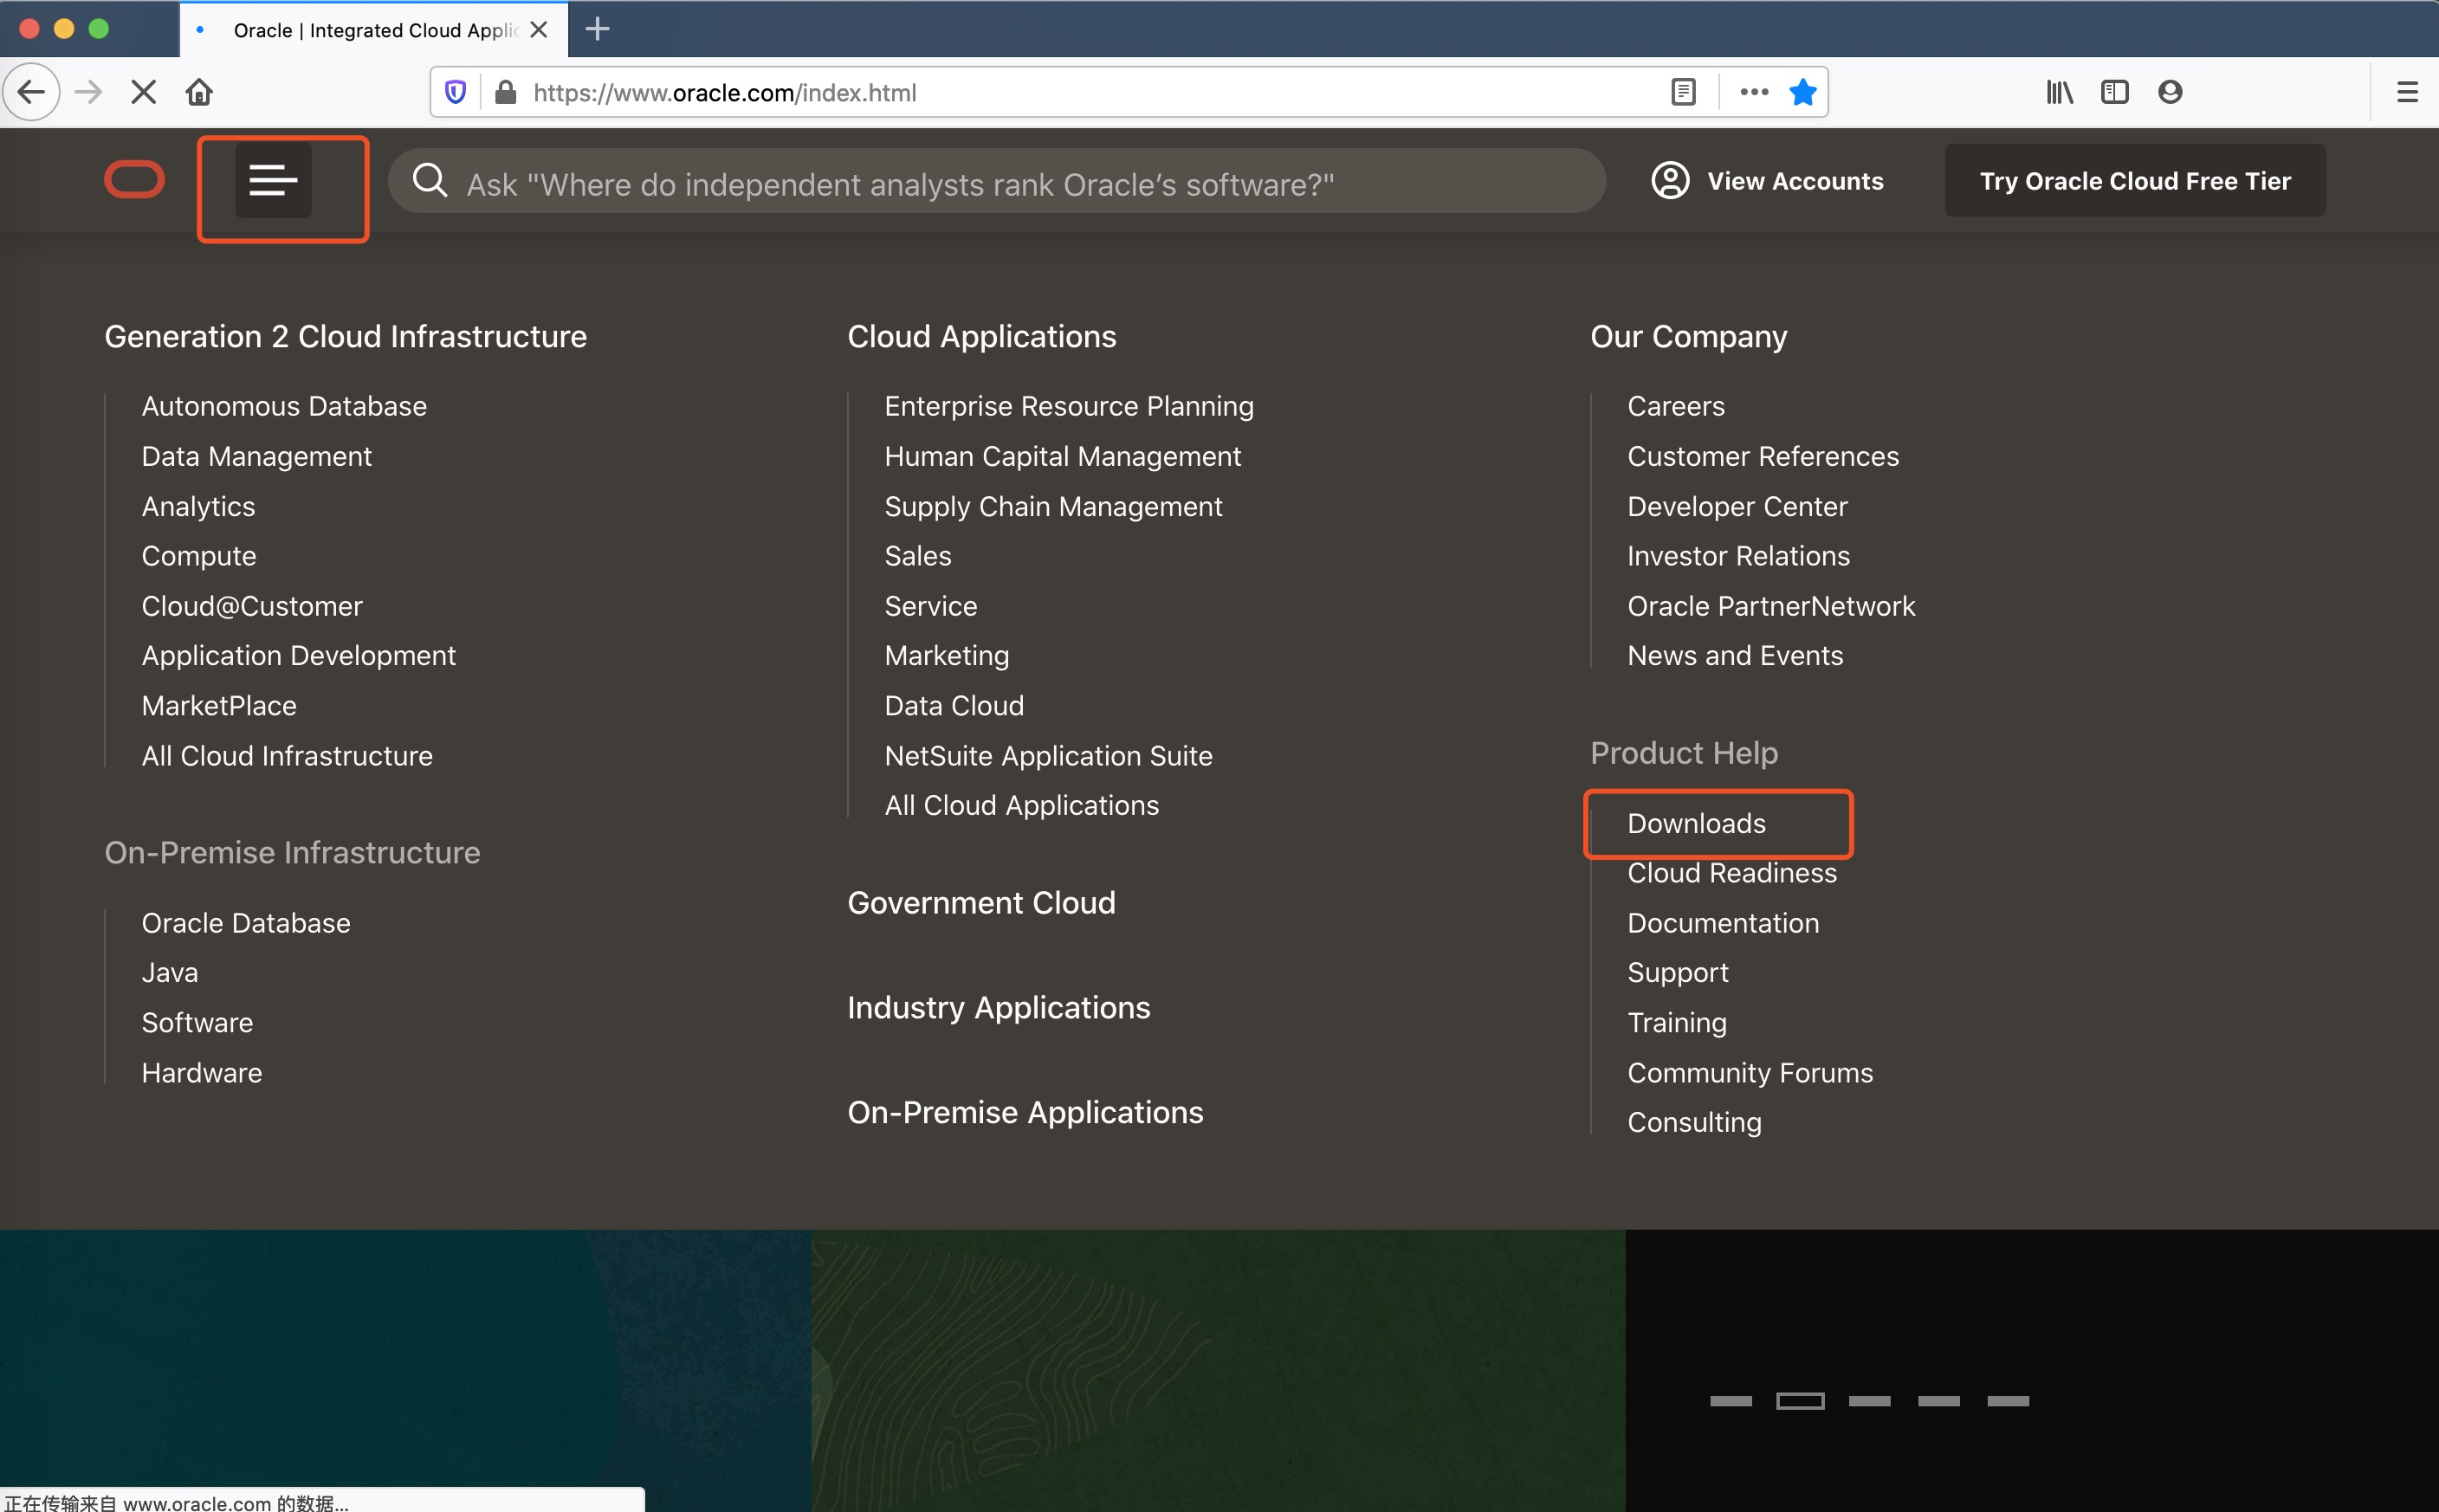 Oracle | Integrated Cloud Applic
https://www.oracle.com/index.html
Ask "Where do independent analysts rank Oracle’s software?"
View Accounts
Try Oracle Cloud Free Tier
Generation 2 Cloud Infrastructure
Autonomous Database
Data Management
Analytics
Compute
Cloud@Customer
Application Development
MarketPlace
All Cloud Infrastructure
On-Premise Infrastructure
Oracle Database
Java
Software
Hardware
Cloud Applications
Enterprise Resource Planning
Human Capital Management
Supply Chain Management
Sales
Service
Marketing
Data Cloud
NetSuite Application Suite
All Cloud Applications
Government Cloud
Industry Applications
On-Premise Applications
Our Company
Careers
Customer References
Developer Center
Investor Relations
Oracle PartnerNetwork
News and Events
Product Help
Downloads
Cloud Readiness
Documentation
Support
Training
Community Forums
Consulting
正在传输来自 www.oracle.com 的数据...